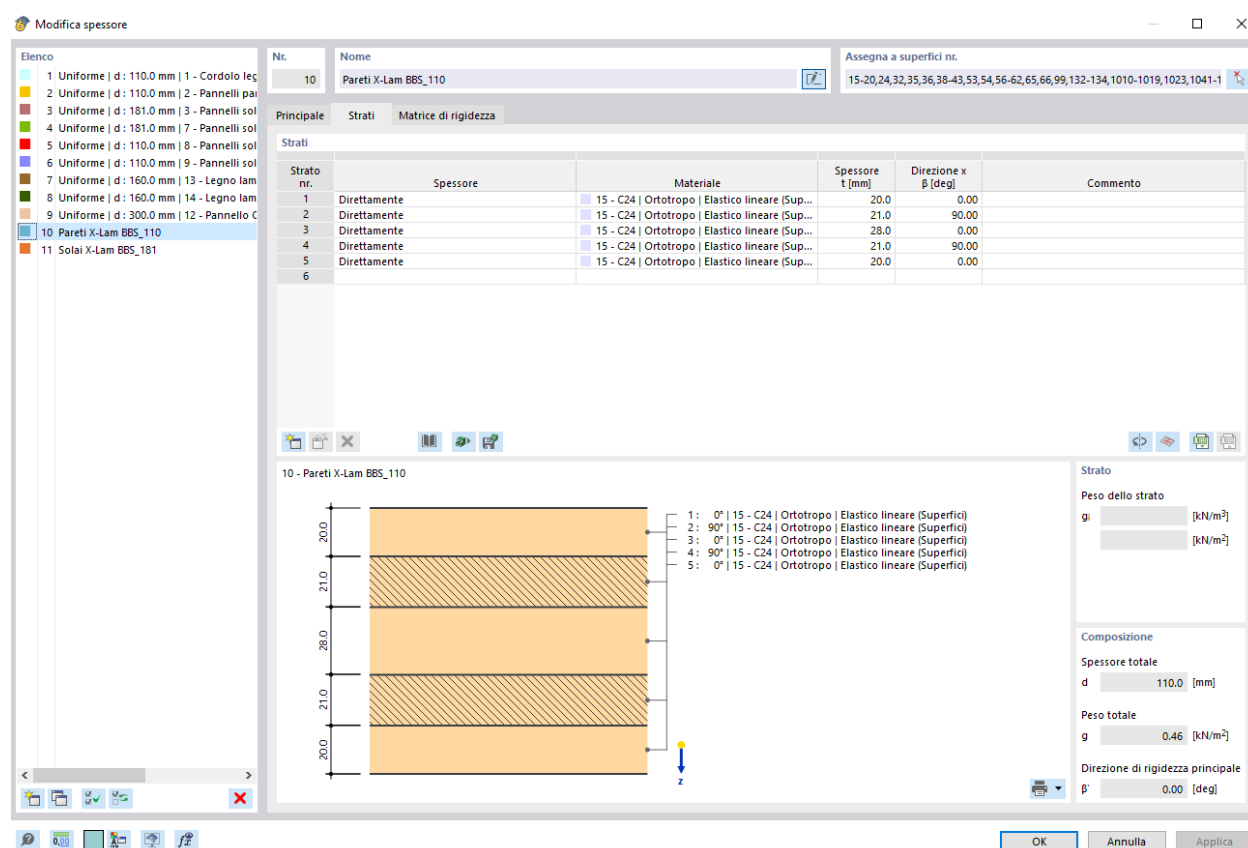 Modifica spessore
Elenco
1 Uniforme | d : 110.0 mm | 1 - Cordolo leg
2 Uniforme | d : 110.0 mm | 2 - Pannelli par
3 Uniforme | d : 181.0 mm | 3 - Pannelli sol
4 Uniforme | d : 181.0 mm | 7 - Pannelli sol
5 Uniforme | d : 110.0 mm | 8 - Pannelli sol
6 Uniforme | d : 110.0 mm | 9 - Pannelli sol
7 Uniforme | d : 160.0 mm | 13 - Legno lam
8 Uniforme | d : 160.0 mm | 14 - Legno lam
9 Uniforme | d : 300.0 mm | 12 - Pannello C
10 Pareti X-Lam BBS_110
11 Solai X-Lam BBS_181
Nr.
10
Nome
Pareti X-Lam BBS_110
Assegna a superfici nr.
15-20,24,32,35,36,38-43,53,54,56-62,65,66,99,132-134,1010-1019,1023,1041-1
Principale Strati Matrice di rigidezza
Strati
Strato nr. Spessore Materiale Spessore t [mm] Direzione x β [deg] Commento
1 Direttamente 15 - C24 | Ortotropo | Elastico lineare (Sup... 20.0 0.00
2 Direttamente 15 - C24 | Ortotropo | Elastico lineare (Sup... 21.0 90.00
3 Direttamente 15 - C24 | Ortotropo | Elastico lineare (Sup... 28.0 0.00
4 Direttamente 15 - C24 | Ortotropo | Elastico lineare (Sup... 21.0 90.00
5 Direttamente 15 - C24 | Ortotropo | Elastico lineare (Sup... 20.0 0.00
6
10 - Pareti X-Lam BBS_110
20.0
21.0
28.0
21.0
20.0
1 : 0° | 15 - C24 | Ortotropo | Elastico lineare (Superfici)
2 : 90° | 15 - C24 | Ortotropo | Elastico lineare (Superfici)
3 : 0° | 15 - C24 | Ortotropo | Elastico lineare (Superfici)
4 : 90° | 15 - C24 | Ortotropo | Elastico lineare (Superfici)
5 : 0° | 15 - C24 | Ortotropo | Elastico lineare (Superfici)
z
Strato
Peso dello strato
gi [kN/m³]
[kN/m²]
Composizione
Spessore totale
d 110.0 [mm]
Peso totale
g 0.46 [kN/m²]
Direzione di rigidezza principale
β' 0.00 [deg]
0,00
OK Annulla Applica